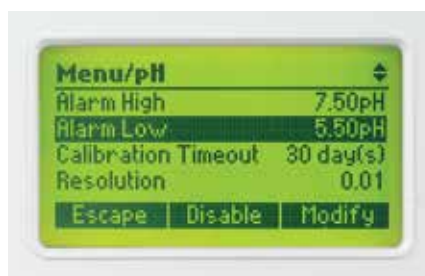 Menu/pH
Alarm High 7.50pH
Alarm Low 5.50pH
Calibration Timeout 30 day(s)
Resolution 0.01
Escape Disable Modify